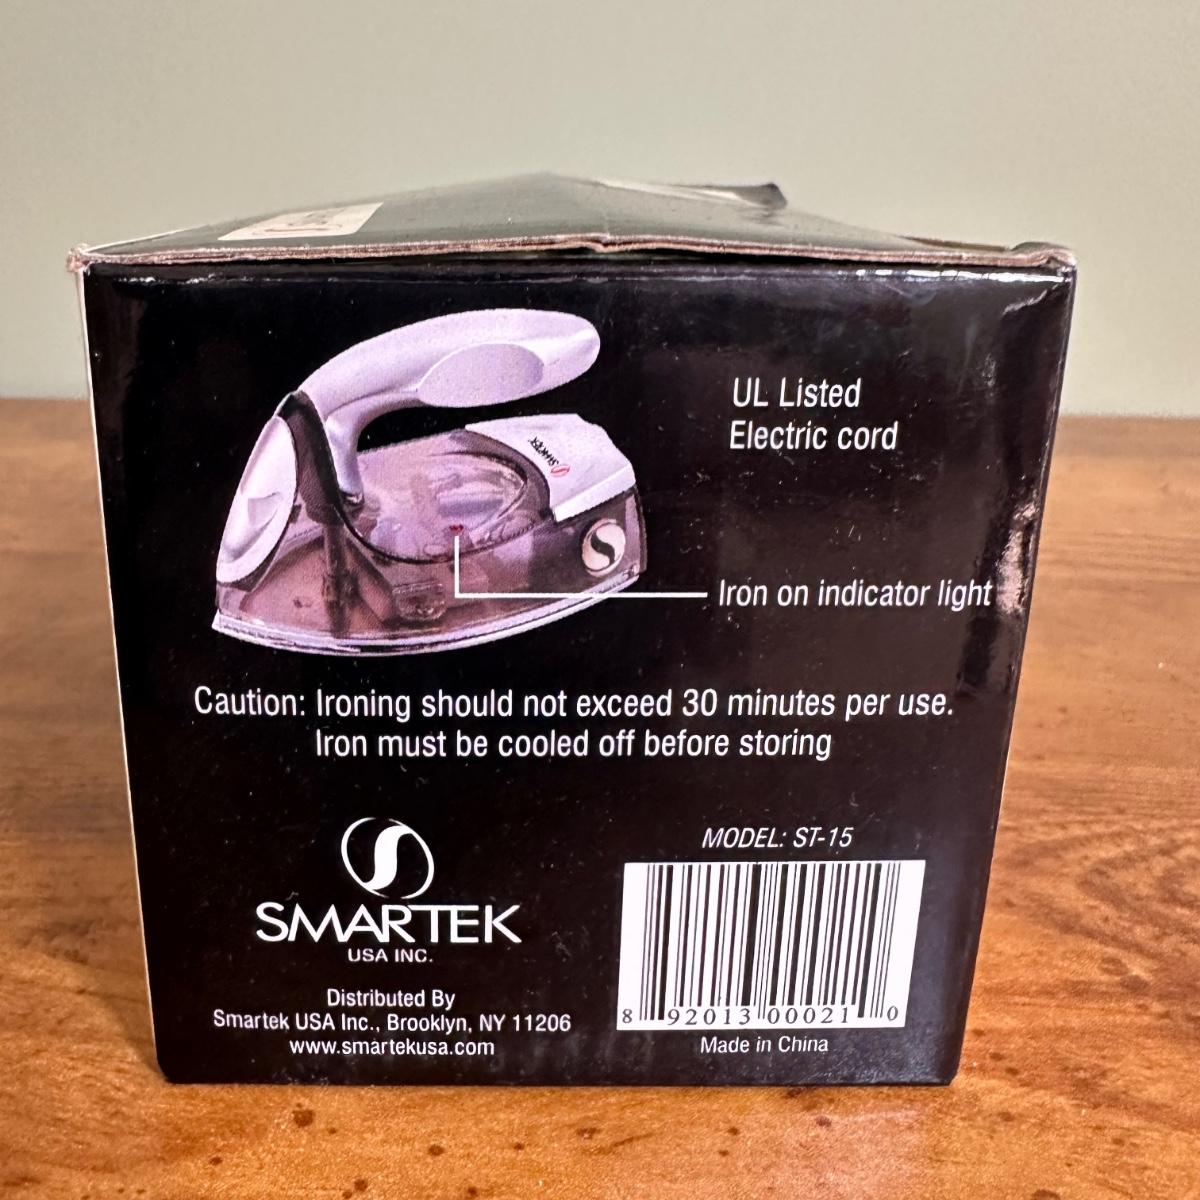 UL Listed
Electric cord
SMARTEK
Iron on indicator light
Caution: Ironing should not exceed 30 minutes per use.
Iron must be cooled off before storing
SMARTEK
USA INC.
Distributed By
Smartek USA Inc., Brooklyn, NY 11206
www.smartekusa.com
MODEL: ST-15
8 92013 00021 0
Made in China